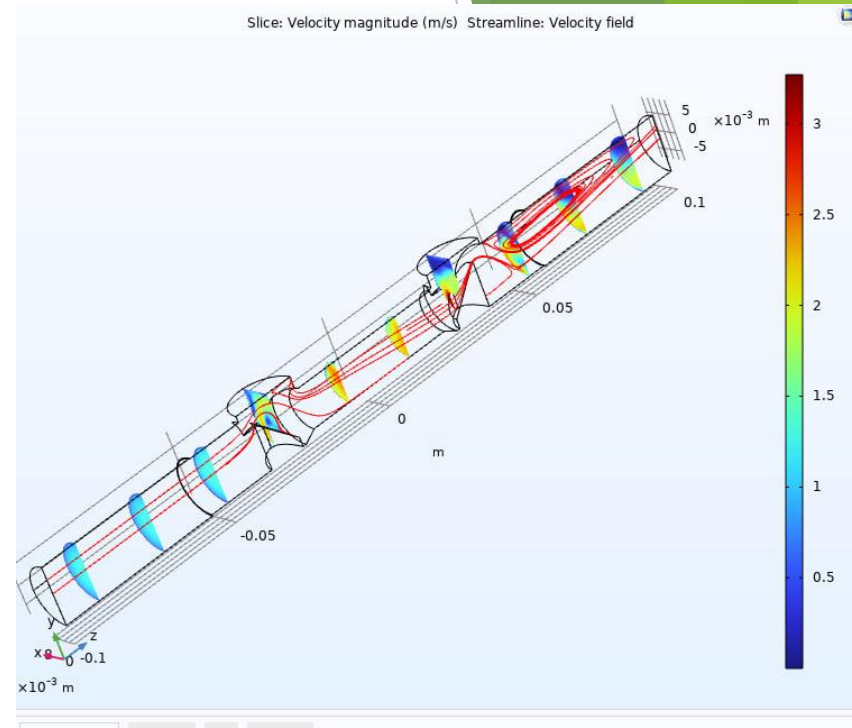 Slice: Velocity magnitude (m/s) Streamline: Velocity field
5
0
-5
×10⁻³ m
0.1
0.05
0
m
-0.05
-0.1
y
z
x
0
×10⁻³ m
3
2.5
2
1.5
1
0.5